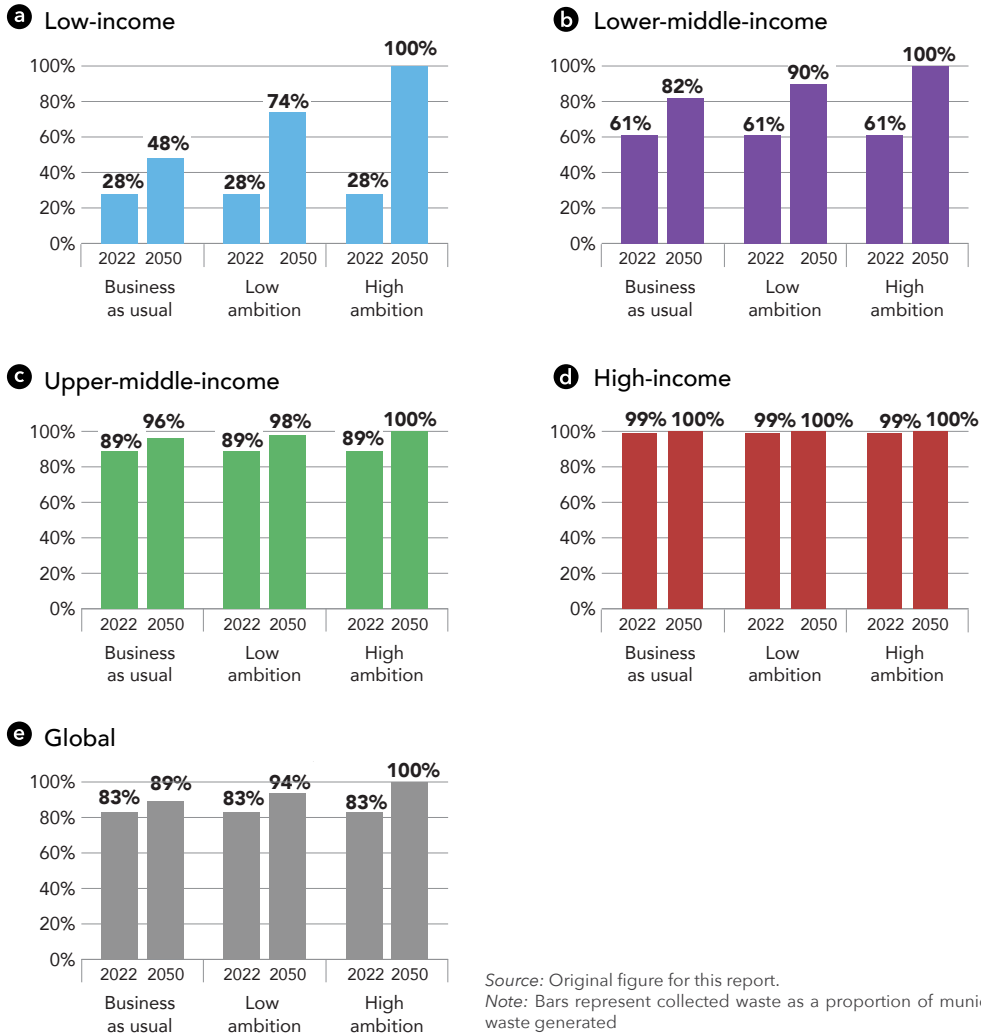 a Low-income
100%
80%
60%
40%
20%
0%
28% 48% 28% 74% 28% 100%
2022 2050 2022 2050 2022 2050
Business as usual
Low ambition
High ambition
b Lower-middle-income
100%
80%
60%
40%
20%
0%
61% 82% 61% 90% 61% 100%
2022 2050 2022 2050 2022 2050
Business as usual
Low ambition
High ambition
c Upper-middle-income
100%
80%
60%
40%
20%
0%
89% 96% 89% 98% 89% 100%
2022 2050 2022 2050 2022 2050
Business as usual
Low ambition
High ambition
d High-income
100%
80%
60%
40%
20%
0%
99% 100% 99% 100% 99% 100%
2022 2050 2022 2050 2022 2050
Business as usual
Low ambition
High ambition
e Global
100%
80%
60%
40%
20%
0%
83% 89% 83% 94% 83% 100%
2022 2050 2022 2050 2022 2050
Business as usual
Low ambition
High ambition
Source: Original figure for this report.
Note: Bars represent collected waste as a proportion of
waste generated